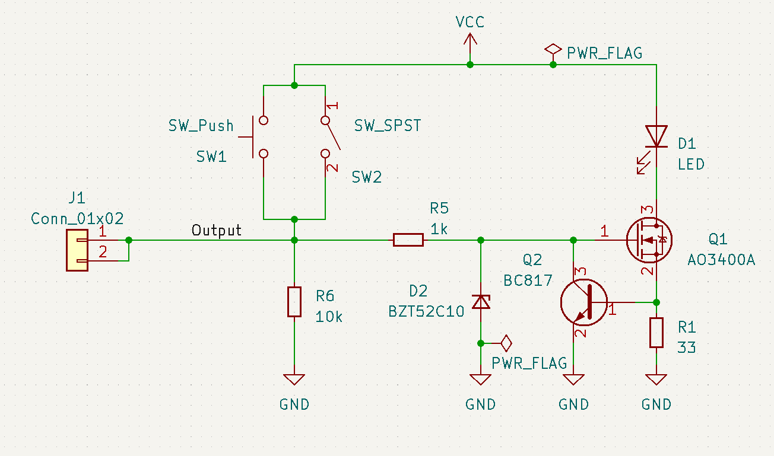 VCC
PWR_FLAG
1
SW_Push
SW_SPST
SW1
2
SW2
D1
LED
J1
Conn_01x02
1
2
Output
R5
1k
1
3
Q1
AO3400A
2
Q2
BC817
3
1
2
D2
BZT52C10
R6
10k
R1
33
PWR_FLAG
GND
GND
GND
GND